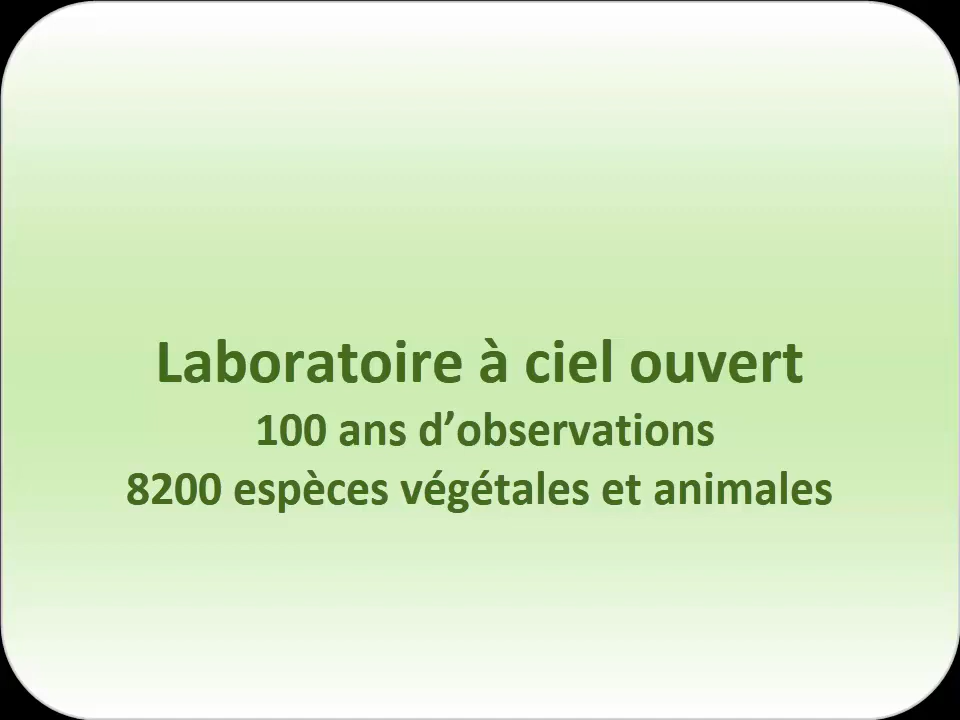 Laboratoire à ciel ouvert
100 ans d’observations
8200 espèces végétales et animales